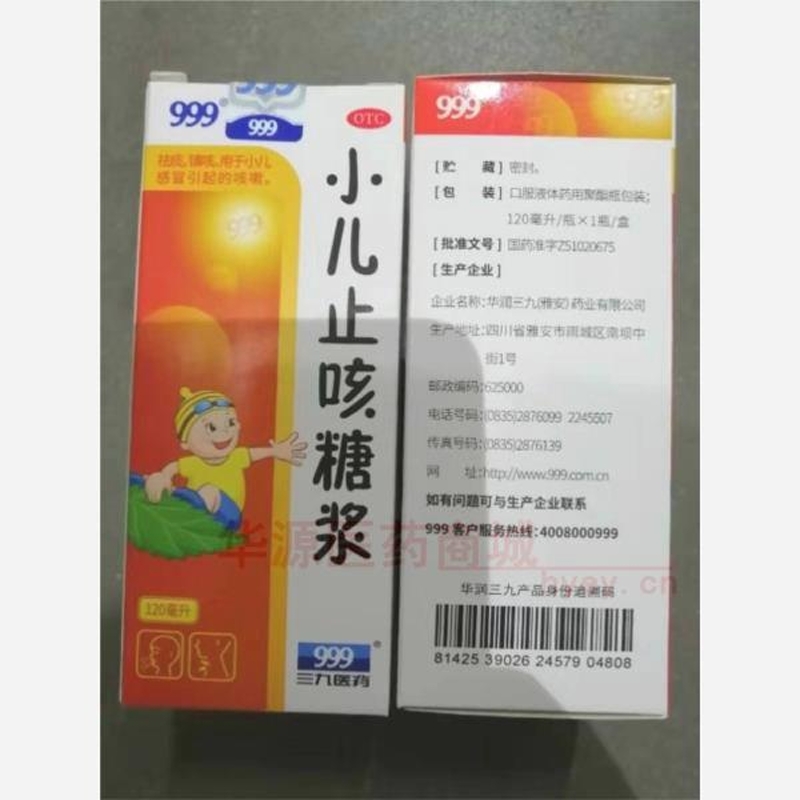 999
999
999
OTC
祛痰,镇咳。用于小儿
感冒引起的咳嗽。
999
小儿止咳糖浆
120毫升
999
三九医药
999
999
[贮 藏] 密封。
[包 装] 口服液体药用聚酯瓶包装;
120毫升/瓶×1瓶/盒
[批准文号] 国药准字Z51020675
[生产企业]
企业名称:华润三九(雅安)药业有限公司
生产地址:四川省雅安市雨城区南坝中
街1号
邮政编码:625000
电话号码:(0835)2876099 2245507
传真号码:(0835)2876139
网 址:http://www.999.com.cn
如有问题可与生产企业联系
999 客户服务热线:4008000999
华润三九产品身份追溯码
81425 39026 24579 04808
华源医药商城
hyey.cn